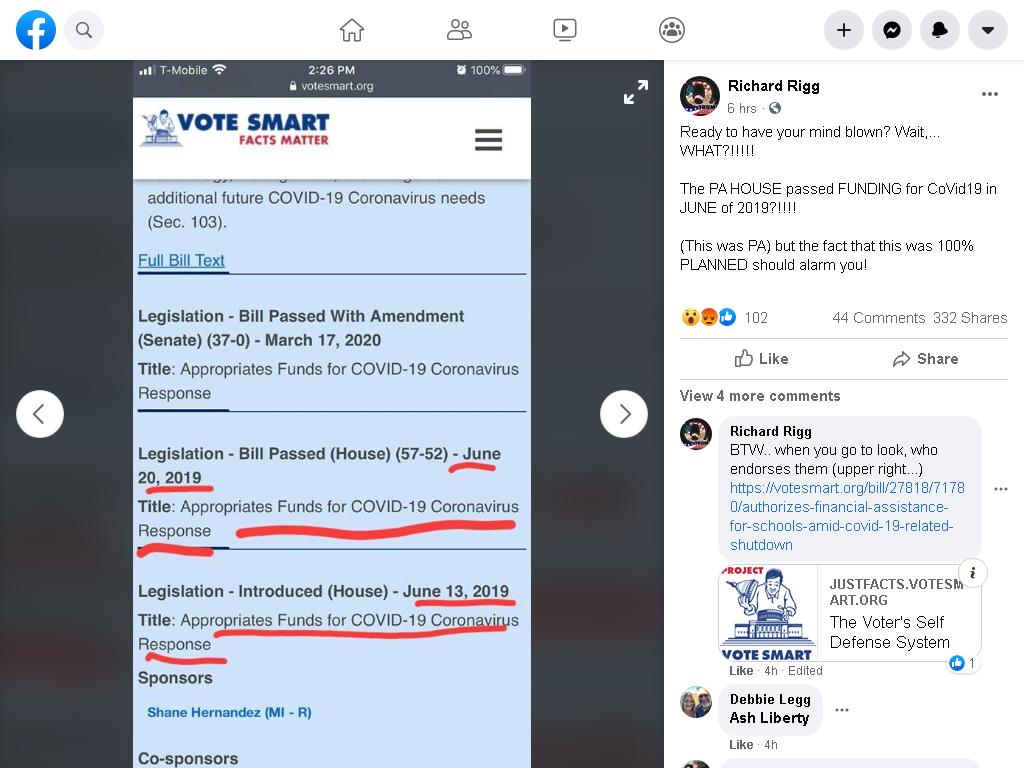 T-Mobile
2:26 PM
100%
votesmart.org
VOTE SMART
FACTS MATTER
additional future COVID-19 Coronavirus needs
(Sec. 103).
Full Bill Text
Legislation - Bill Passed With Amendment
(Senate) (37-0) - March 17, 2020
Title: Appropriates Funds for COVID-19 Coronavirus
Response
Legislation - Bill Passed (House) (57-52) - June
20, 2019
Title: Appropriates Funds for COVID-19 Coronavirus
Response
Legislation - Introduced (House) - June 13, 2019
Title: Appropriates Funds for COVID-19 Coronavirus
Response
Sponsors
Shane Hernandez (MI - R)
Co-sponsors
Richard Rigg
6 hrs ·
Ready to have your mind blown? Wait,...
WHAT?!!!!!
The PA HOUSE passed FUNDING for CoVid19 in
JUNE of 2019?!!!!
(This was PA) but the fact that this was 100%
PLANNED should alarm you!
102
44 Comments 332 Shares
Like
Share
View 4 more comments
Richard Rigg
BTW.. when you go to look, who
endorses them (upper right...)
https://votesmart.org/bill/27818/7178
0/authorizes-financial-assistance-
for-schools-amid-covid-19-related-
shutdown
PROJECT
VOTE SMART
JUSTFACTS.VOTESM
ART.ORG
The Voter's Self
Defense System
1
Like · 4h · Edited
Debbie Legg
Ash Liberty
Like · 4h